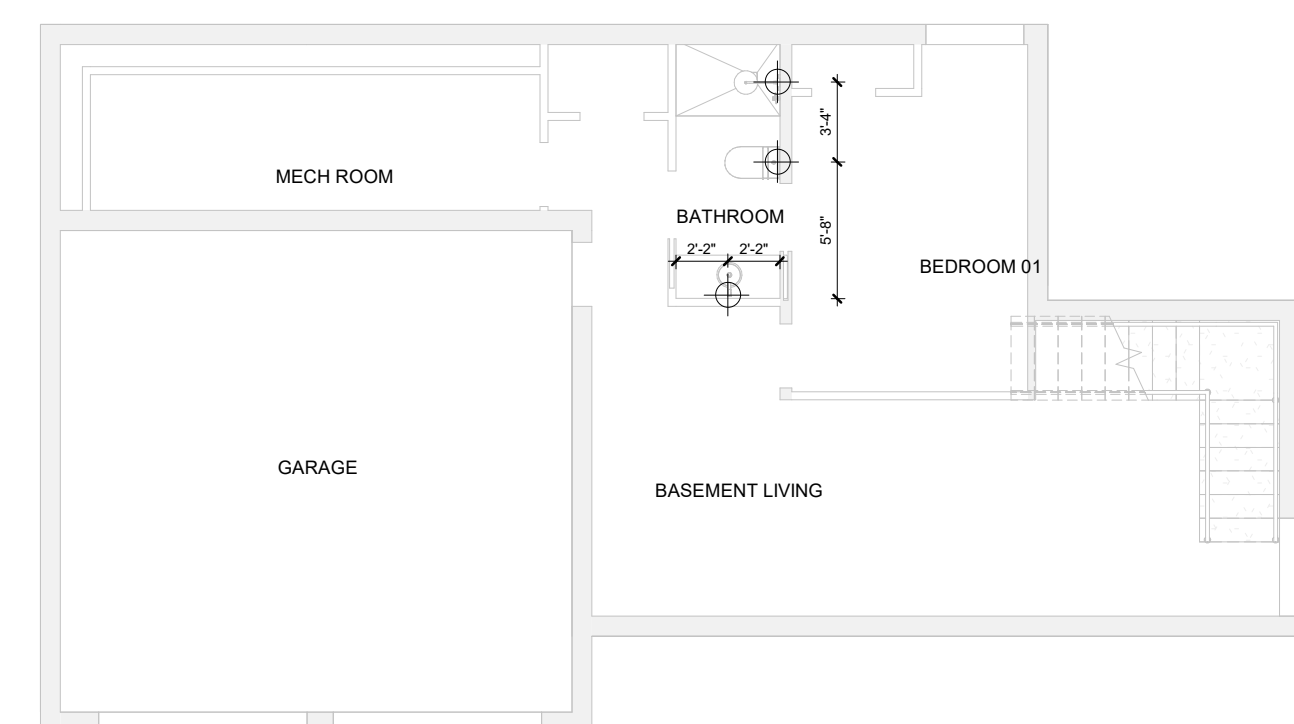 3'-4"
MECH ROOM
BATHROOM
5'-8"
2'-2"
2'-2"
BEDROOM 01
GARAGE
BASEMENT LIVING